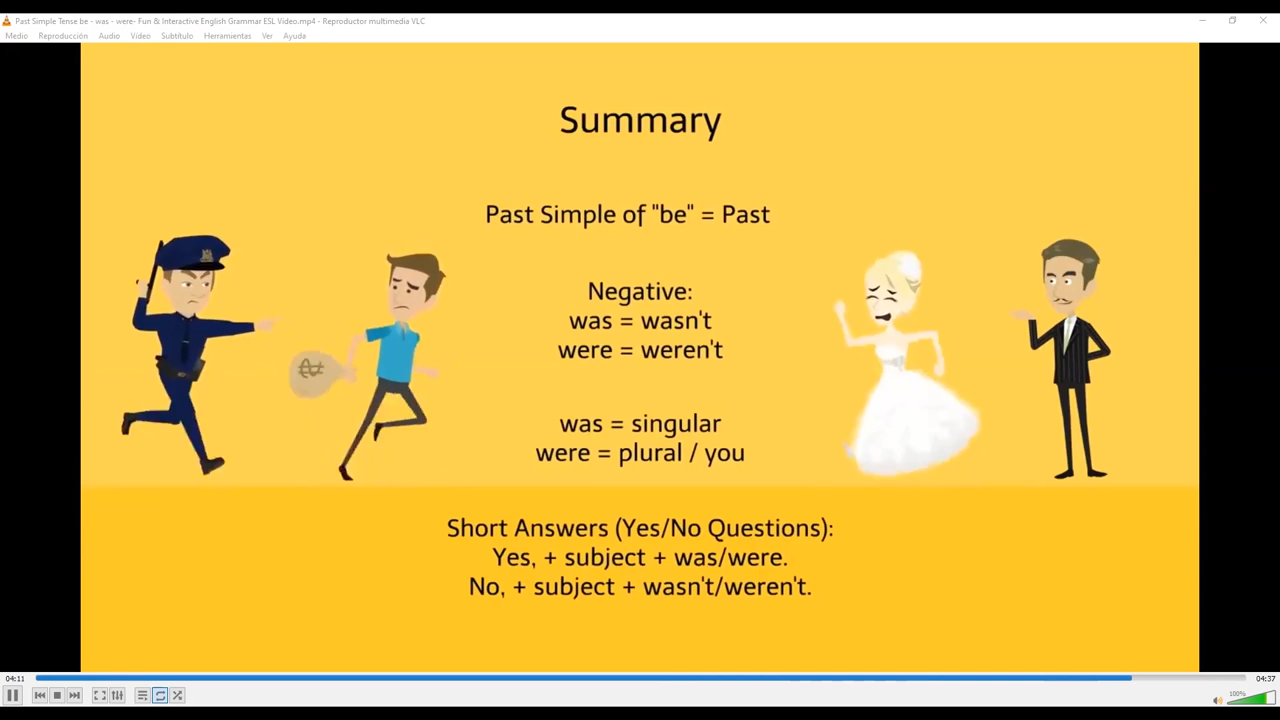 Past Simple Tense be - was - were- Fun & Interactive English Grammar ESL Video.mp4 - Reproductor multimedia VLC
Medio Reproducción Audio Vídeo Subtítulo Herramientas Ver Ayuda
Summary
Past Simple of "be" = Past
Negative:
was = wasn't
were = weren't
was = singular
were = plural / you
Short Answers (Yes/No Questions):
Yes, + subject + was/were.
No, + subject + wasn't/weren't.
04:11
04:37
100%